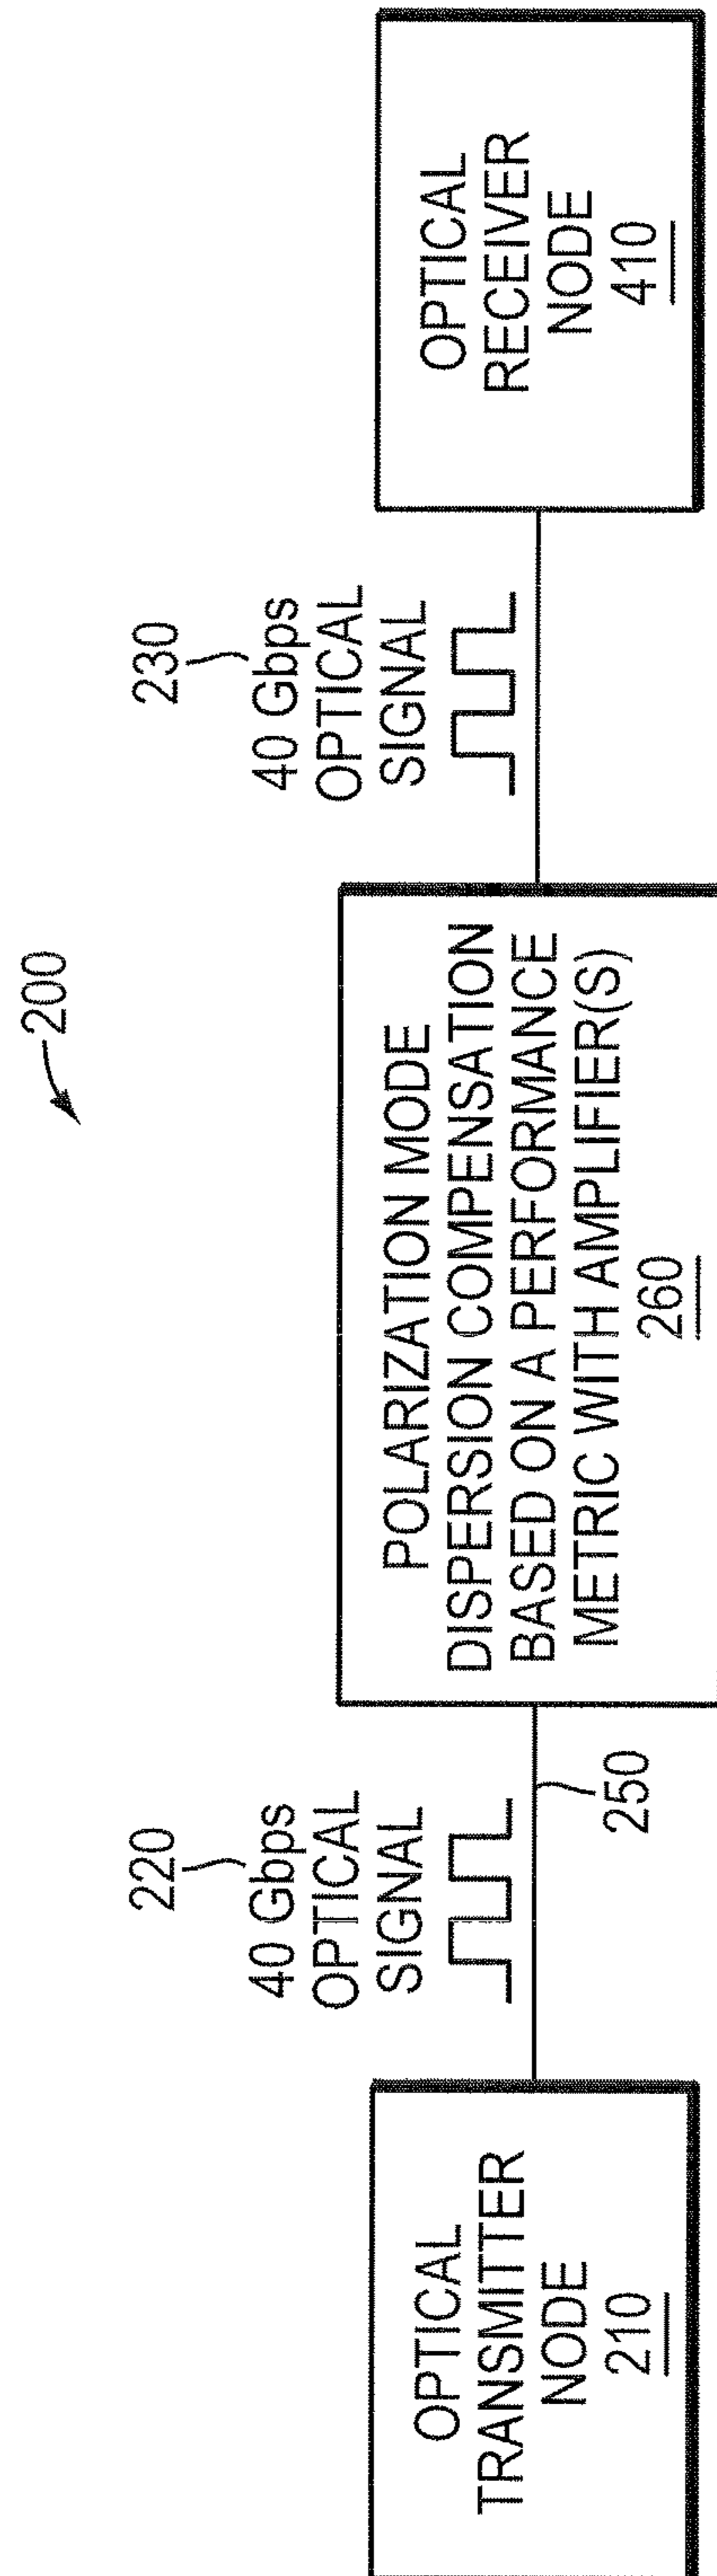 200
OPTICAL
TRANSMITTER
NODE
210
220
40 Gbps
OPTICAL
SIGNAL
250
POLARIZATION MODE
DISPERSION COMPENSATION
BASED ON A PERFORMANCE
METRIC WITH AMPLIFIER(S)
260
230
40 Gbps
OPTICAL
SIGNAL
OPTICAL
RECEIVER
NODE
410